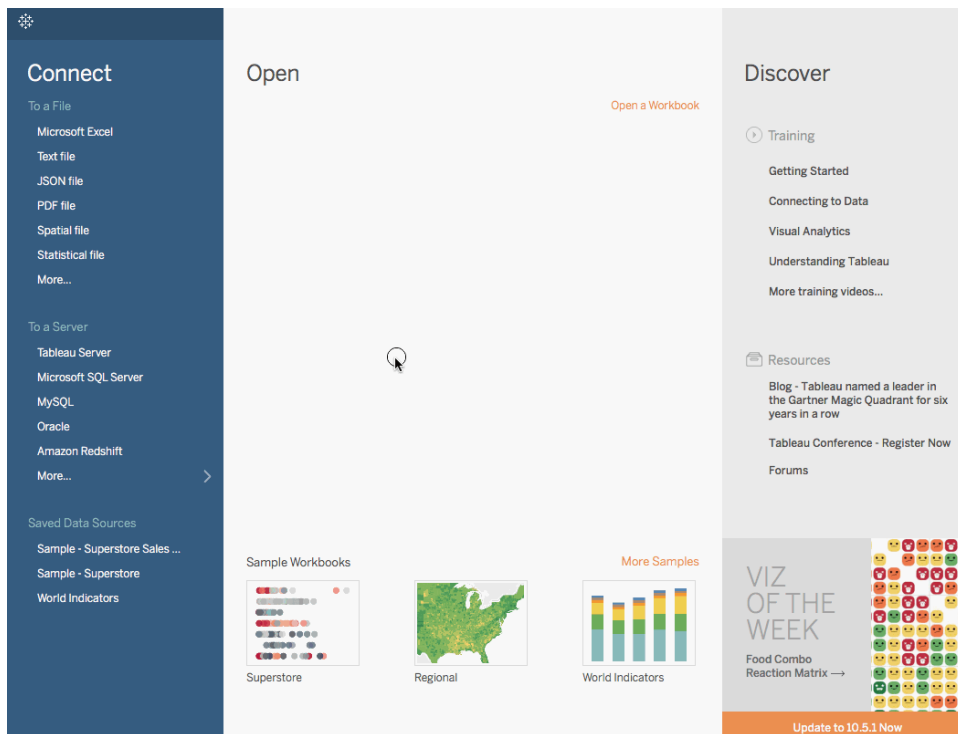 Connect
To a File
Microsoft Excel
Text file
JSON file
PDF file
Spatial file
Statistical file
More...
To a Server
Tableau Server
Microsoft SQL Server
MySQL
Oracle
Amazon Redshift
More...
Saved Data Sources
Sample - Superstore Sales ...
Sample - Superstore
World Indicators
Open
Open a Workbook
Sample Workbooks
More Samples
Superstore
Regional
World Indicators
Discover
Training
Getting Started
Connecting to Data
Visual Analytics
Understanding Tableau
More training videos...
Resources
Blog - Tableau named a leader in
the Gartner Magic Quadrant for six
years in a row
Tableau Conference - Register Now
Forums
VIZ
OF THE
WEEK
Food Combo
Reaction Matrix →
Update to 10.5.1 Now